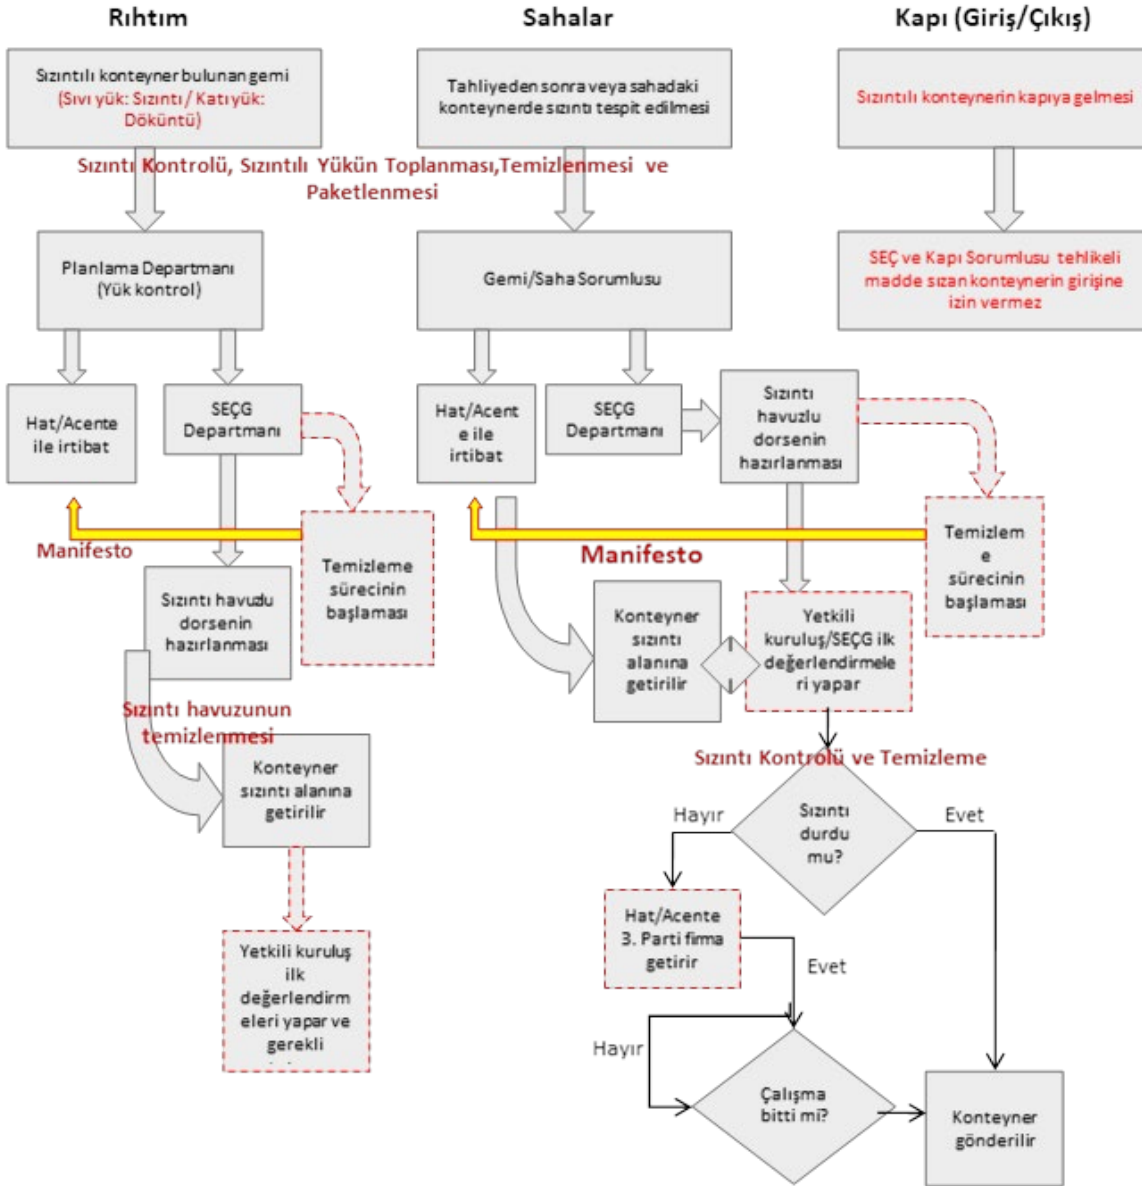 Rıhtım
Sızıntılı konteyner bulunan gemi
(Sıvı yük: Sızıntı / Katı yük:
Döküntü)
Sahalar
Tahliyeden sonra veya sahadaki
konteynerde sızıntı tespit edilmesi
Kapı (Giriş/Çıkış)
Sızıntılı konteynerin kapıya gelmesi
Sızıntı Kontrolü, Sızıntılı Yükün Toplanması,Temizlenmesi ve
Paketlenmesi
Planlama Departmanı
(Yük kontrol)
Gemi/Saha Sorumlusu
SEÇ ve Kapı Sorumlusu tehlikeli
madde sızan konteynerin girişine
izin vermez
Hat/Acente
ile irtibat
SEÇG
Departmanı
Hat/Acent
e ile
irtibat
SEÇG
Departmanı
Sızıntı
havuzlu
dorsenin
hazırlanması
Manifesto
Temizleme
sürecinin
başlaması
Manifesto
Temizlem
e
sürecinin
başlaması
Sızıntı havuzlu
dorsenin
hazırlanması
Konteyner
sızıntı
alanına
getirilir
Yetkili
kuruluş/SEÇG ilk
değerlendirmele
ri yapar
Sızıntı havuzunun
temizlenmesi
Konteyner
sızıntı alanına
getirilir
Sızıntı Kontrolü ve Temizleme
Sızıntı
durdu
mu?
Hayır
Evet
Hat/Acente
3. Parti firma
getirir
Evet
Yetkili kuruluş
ilk
değerlendirm
eleri yapar ve
gerekli
Hayır
Çalışma
bitti mi?
Konteyner
gönderilir